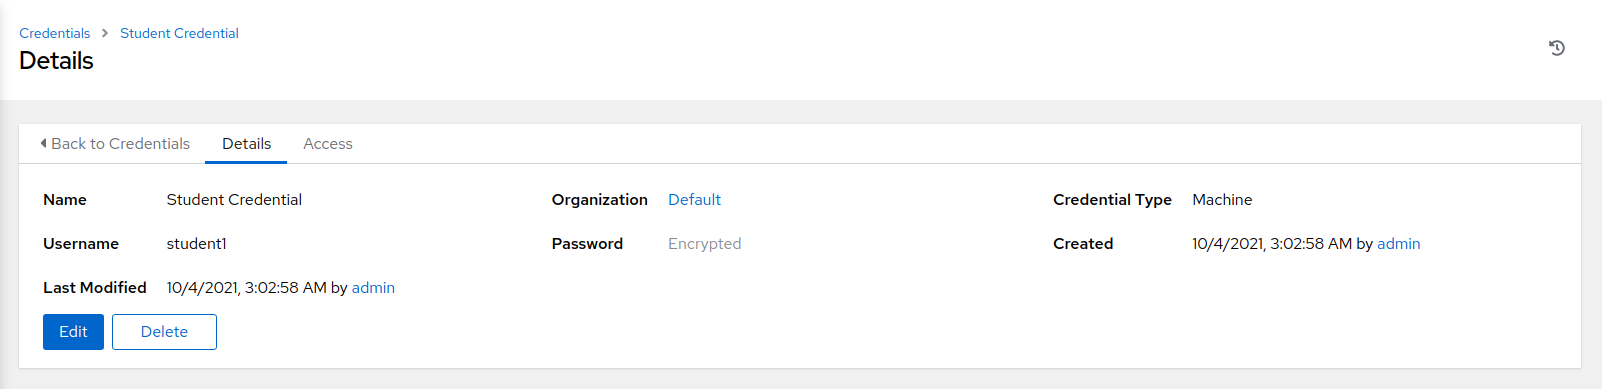 Credentials Student Credential
Details
Back to Credentials Details Access
Name Student Credential Organization Default Credential Type Machine
Username student1 Password Encrypted Created 10/4/2021, 3:02:58 AM by admin
Last Modified 10/4/2021, 3:02:58 AM by admin
Edit Delete